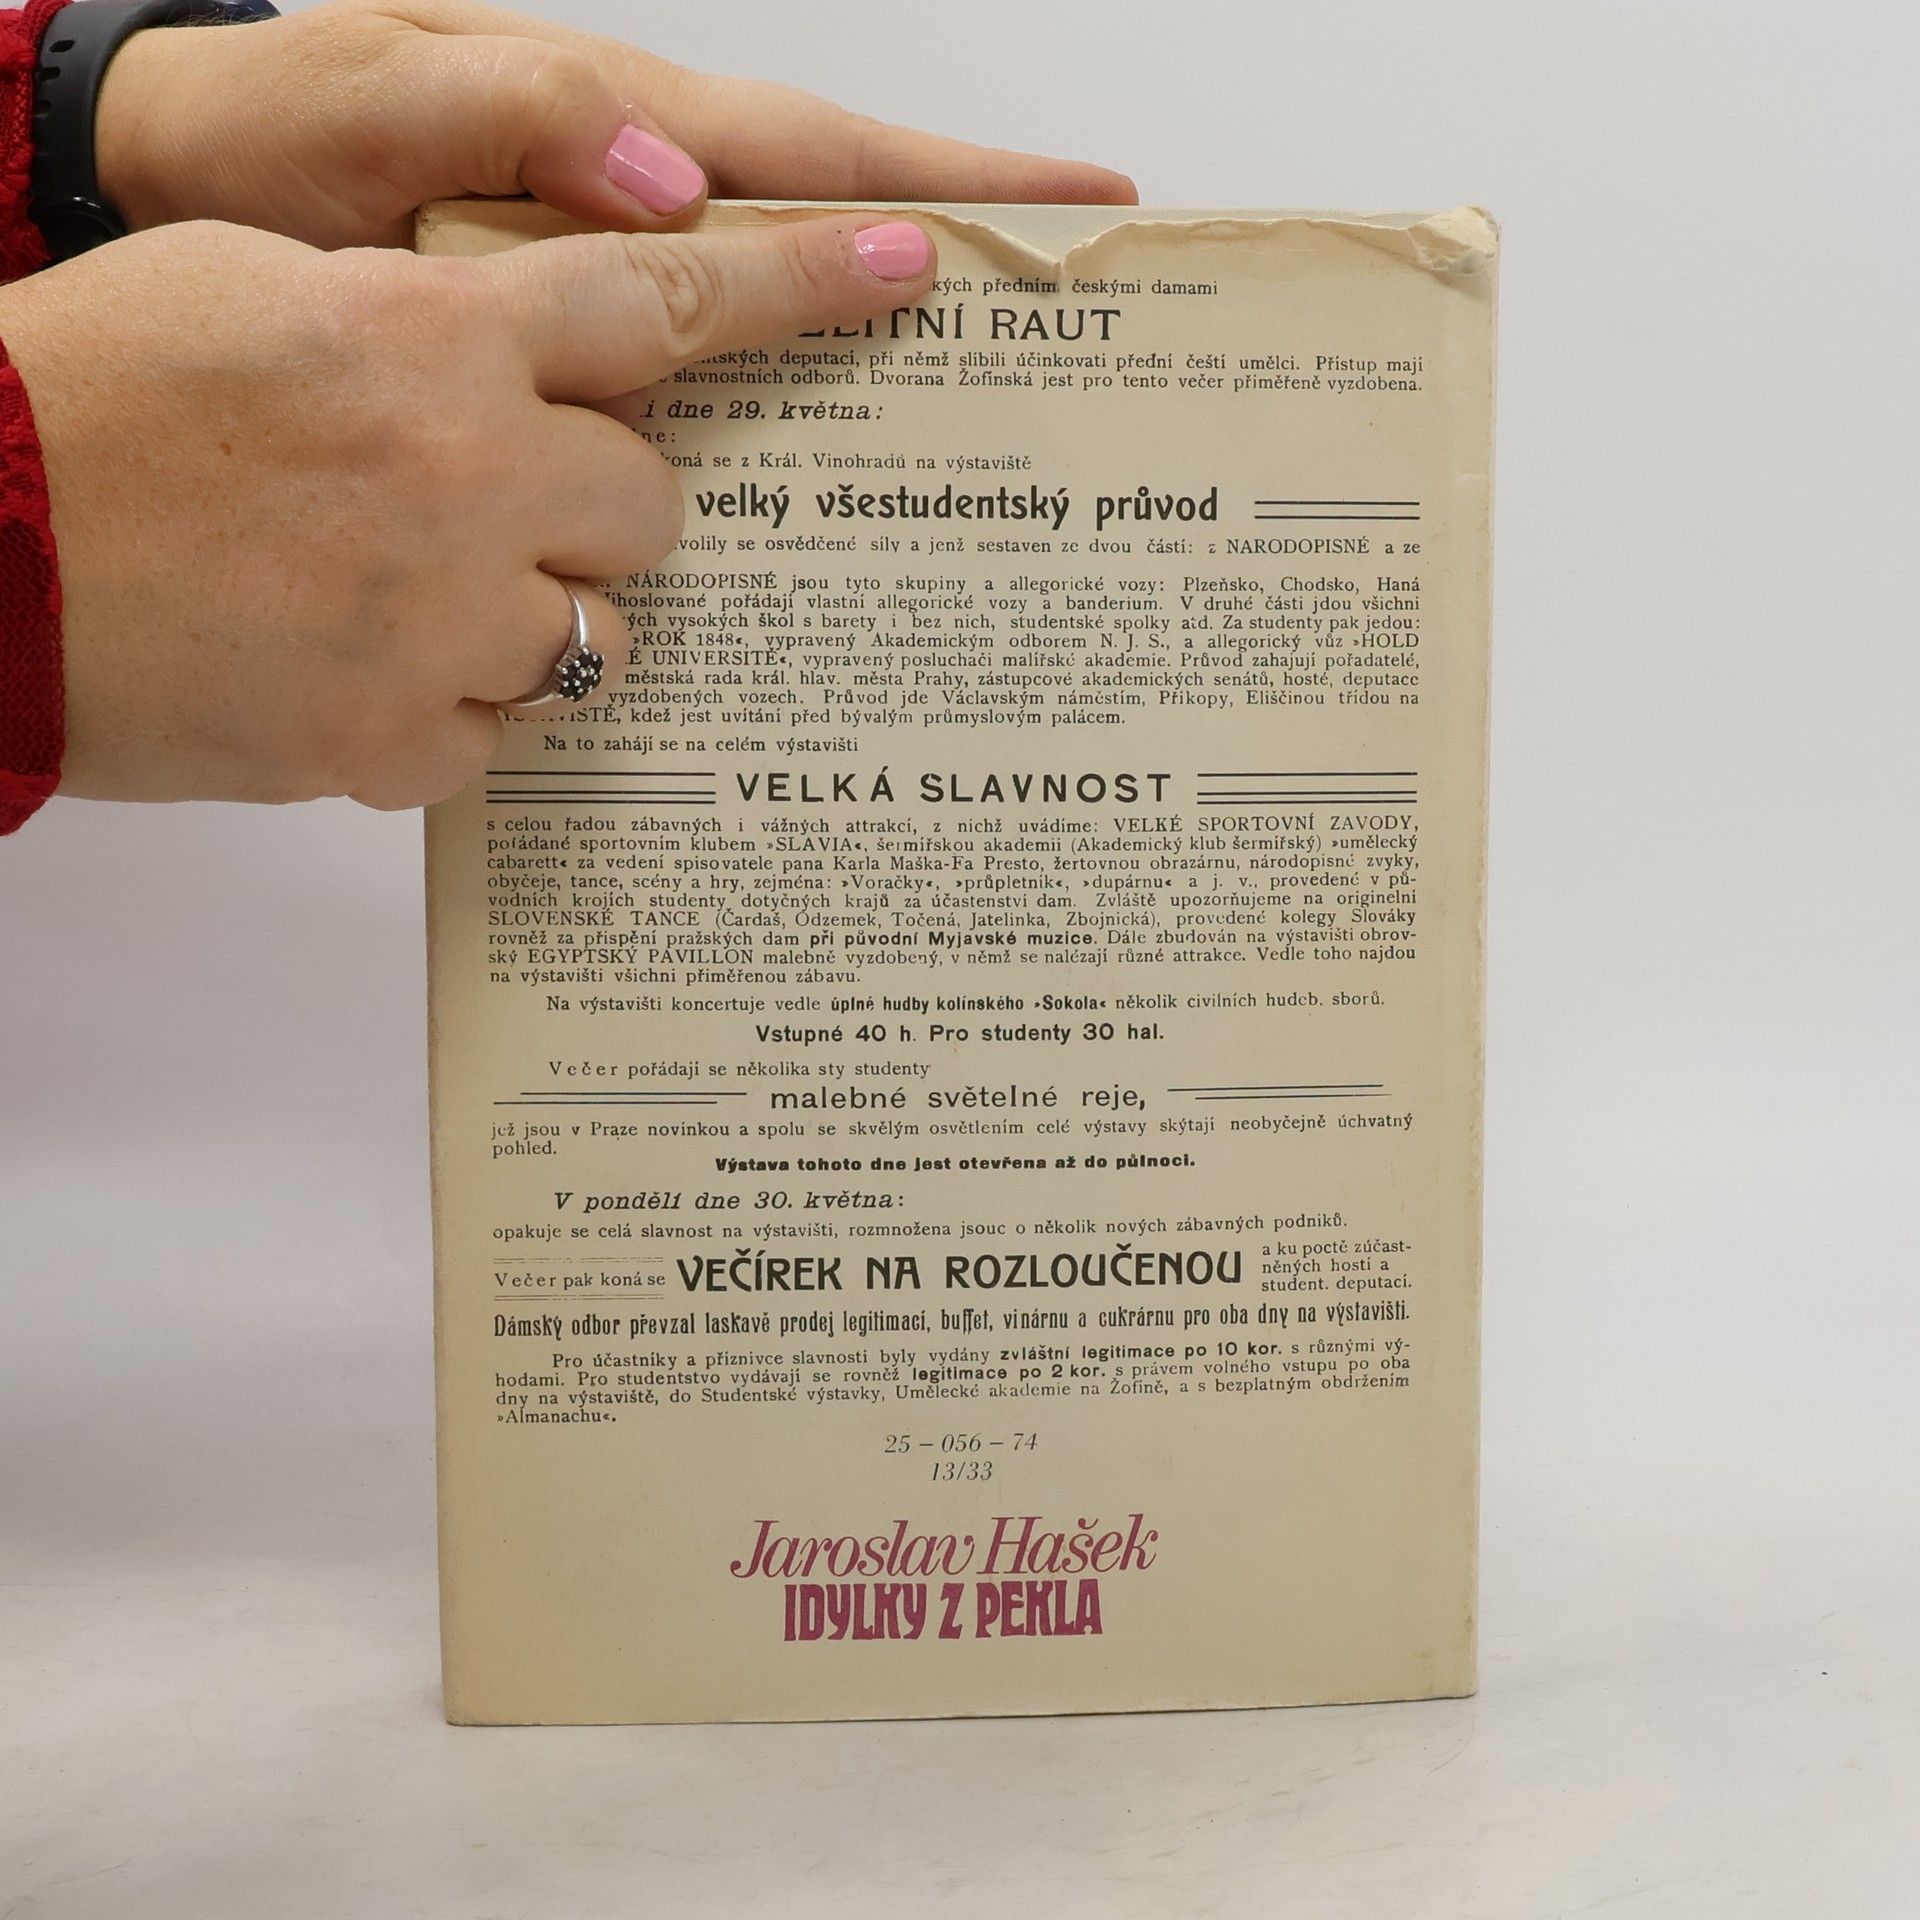 předním českými damami
RAUT
deputací, při němž slíbili účinkovati přední čeští umělci. Přístup mají
slavnostních odborů. Dvorana Žofínská jest pro tento večer přiměřeně vyzdobena.
dne 29. května:
se z Král. Vinohradů na výstaviště
velký všestudentský průvod
se osvědčené síly a jenž sestaven ze dvou částí: z NARODOPISNÉ a ze
NÁRODOPISNÉ jsou tyto skupiny a allegorické vozy: Plzeňsko, Chodsko, Haná
pořádají vlastní allegorické vozy a banderium. V druhé části jdou všichni
vysokých škol s barety i bez nich, studentské spolky atd. Za studenty pak jedou:
»ROK 1848«, vypravený Akademickým odborem N. J. S., a allegorický vůz »HOLD
UNIVERSITĚ«, vypravený posluchači malířské akademie. Průvod zahajují pořadatelé,
městská rada král. hlav. města Prahy, zástupcové akademických senátů, hosté, deputace
vyzdobených vozech. Průvod jde Václavským náměstím, Příkopy, Eliščinou třídou na
kdež jest uvítání před bývalým průmyslovým palácem.
Na to zahájí se na celém výstavišti
VELKÁ SLAVNOST
s celou řadou zábavných i vážných attrakcí, z nichž uvádíme: VELKÉ SPORTOVNÍ ZAVODY,
pořádané sportovním klubem »SLAVIA«, šermířskou akademii (Akademický klub šermířský) »umělecký
cabarett« za vedení spisovatele pana Karla Maška-Fa Presto, žertovnou obrazárnu, národopisné zvyky,
obyčeje, tance, scény a hry, zejména: »Voračky«, »průpletník«, »dupárnu« a j. v., provedené v pů-
vodních krojích studenty dotyčných krajů za účastenství dam. Zvláště upozorňujeme na originelní
SLOVENSKÉ TANCE (Čardaš, Odzemek, Točená, Jatelinka, Zbojnická), provedené kolegy Slováky
rovněž za přispění pražských dam při původní Myjavské muzice. Dále zbudován na výstavišti obrov-
ský EGYPTSKÝ PAVILLON malebně vyzdobený, v němž se nalézají různé attrakce. Vedle toho najdou
na výstavišti všichni přiměřenou zábavu.
Na výstavišti koncertuje vedle úplné hudby kolínského »Sokola« několik civilních hudeb. sborů.
Vstupné 40 h. Pro studenty 30 hal.
Večer pořádají se několika sty studenty
malebné světelné reje,
jež jsou v Praze novinkou a spolu se skvělým osvětlením celé výstavy skýtají neobyčejně úchvatný
pohled.
Výstava tohoto dne jest otevřena až do půlnoci.
V pondělí dne 30. května:
opakuje se celá slavnost na výstavišti, rozmnožena jsouc o několik nových zábavných podniků.
Večer pak koná se VEČÍREK NA ROZLOUČENOU a ku poctě zúčast-
něných hostí a
student. deputací.
Dámský odbor převzal laskavě prodej legitimací, buffet, vinárnu a cukrárnu pro oba dny na výstavišti.
Pro účastníky a příznivce slavnosti byly vydány zvláštní legitimace po 10 kor. s různými vý-
hodami. Pro studentstvo vydávají se rovněž legitimace po 2 kor. s právem volného vstupu po oba
dny na výstaviště, do Studentské výstavky, Umělecké akademie na Žofíně, a s bezplatným obdržením
»Almanachu«.
25 – 056 – 74
13/33
Jaroslav Hašek
IDYLKY Z PEKLA